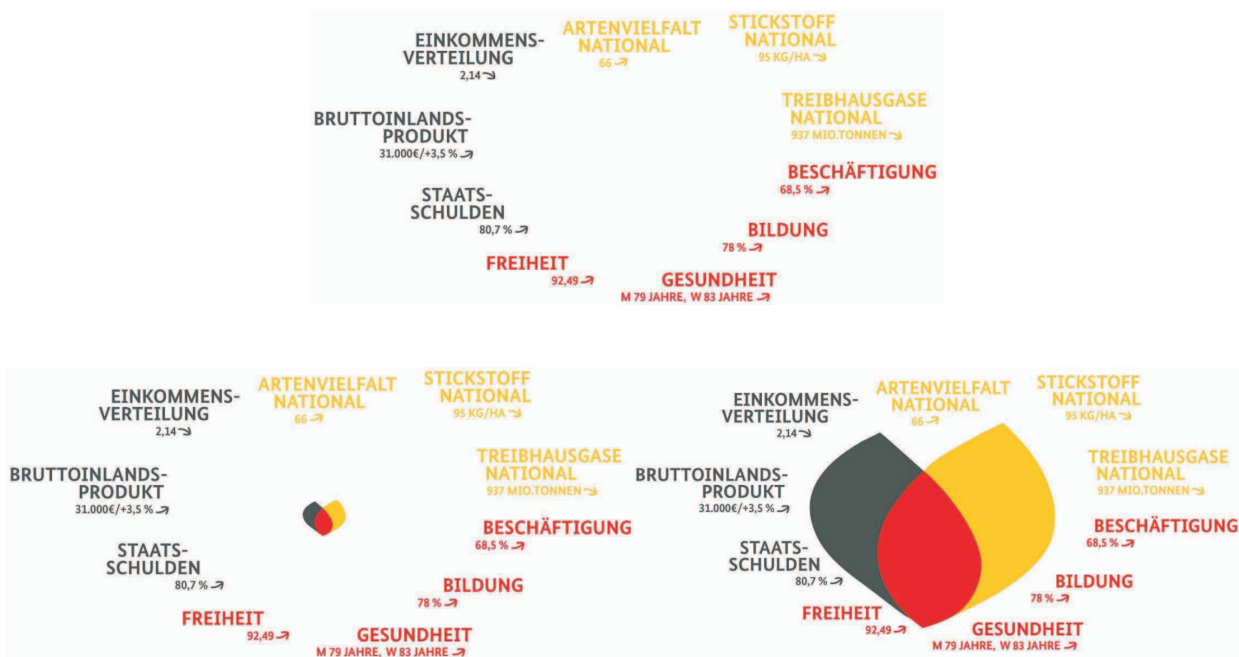 EINKOMMENS-
VERTEILUNG
2,14
ARTENVIELFALT
NATIONAL
66
STICKSTOFF
NATIONAL
95 KG/HA
BRUTTOINLANDS-
PRODUKT
31.000€/+3,5 %
TREIBHAUSGASE
NATIONAL
937 MIO.TONNEN
STAATS-
SCHULDEN
80,7 %
BESCHÄFTIGUNG
68,5 %
FREIHEIT
92,49
BILDUNG
78 %
GESUNDHEIT
M 79 JAHRE, W 83 JAHRE
EINKOMMENS-
VERTEILUNG
2,14
ARTENVIELFALT
NATIONAL
66
STICKSTOFF
NATIONAL
95 KG/HA
BRUTTOINLANDS-
PRODUKT
31.000€/+3,5 %
TREIBHAUSGASE
NATIONAL
937 MIO.TONNEN
STAATS-
SCHULDEN
80,7 %
BESCHÄFTIGUNG
68,5 %
FREIHEIT
92,49
BILDUNG
78 %
GESUNDHEIT
M 79 JAHRE, W 83 JAHRE
EINKOMMENS-
VERTEILUNG
2,14
ARTENVIELFALT
NATIONAL
66
STICKSTOFF
NATIONAL
95 KG/HA
BRUTTOINLANDS-
PRODUKT
31.000€/+3,5 %
TREIBHAUSGASE
NATIONAL
937 MIO.TONNEN
STAATS-
SCHULDEN
80,7 %
BESCHÄFTIGUNG
68,5 %
FREIHEIT
92,49
BILDUNG
78 %
GESUNDHEIT
M 79 JAHRE, W 83 JAHRE